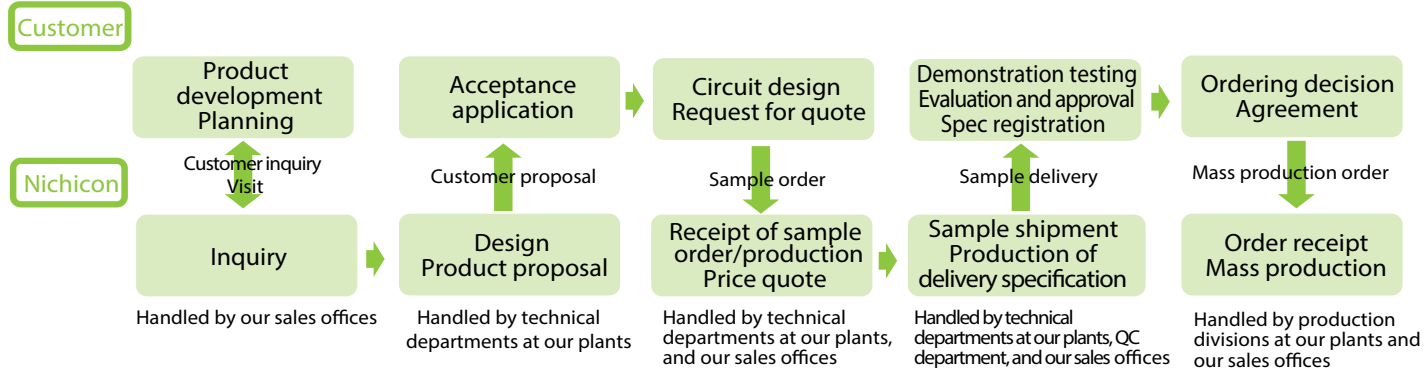 Customer
Product
development
Planning
Acceptance
application
Circuit design
Request for quote
Demonstration testing
Evaluation and approval
Spec registration
Ordering decision
Agreement
Nichicon
Customer inquiry
Visit
Customer proposal
Sample order
Sample delivery
Mass production order
Inquiry
Design
Product proposal
Receipt of sample
order/production
Price quote
Sample shipment
Production of
delivery specification
Order receipt
Mass production
Handled by our sales offices
Handled by technical
departments at our plants
Handled by technical
departments at our plants,
and our sales offices
Handled by technical
departments at our plants, QC
department, and our sales offices
Handled by production
divisions at our plants and
our sales offices